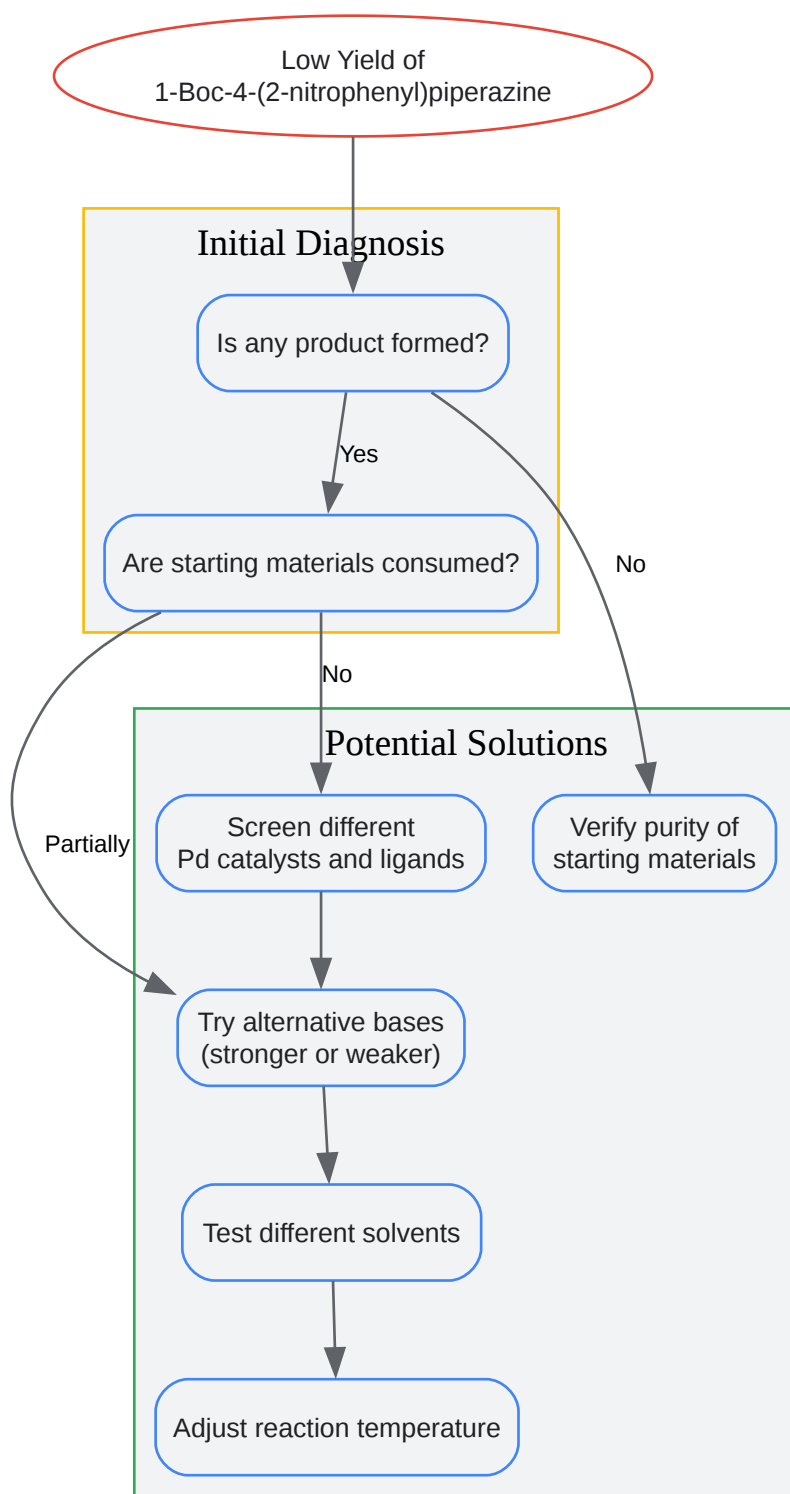 Low Yield of
1-Boc-4-(2-nitrophenyl)piperazine
Initial Diagnosis
Is any product formed?
Yes
Are starting materials consumed?
No
No
Potential Solutions
Screen different
Pd catalysts and ligands
Verify purity of
starting materials
Partially
Try alternative bases
(stronger or weaker)
Test different solvents
Adjust reaction temperature